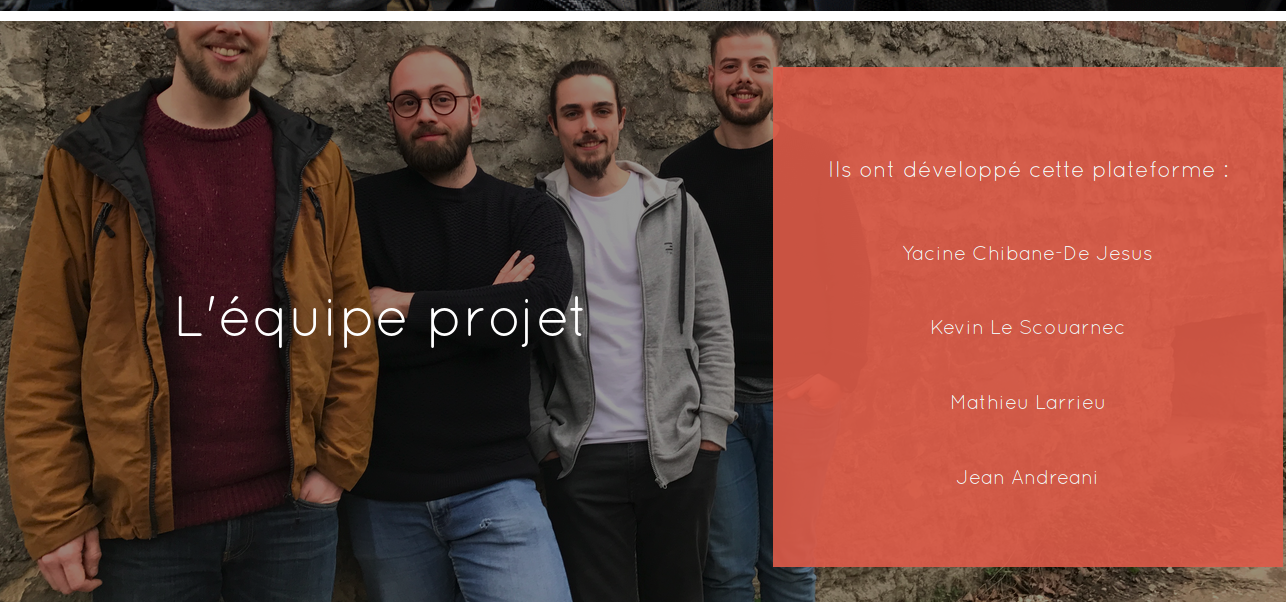 L'équipe projet
Ils ont développé cette plateforme :
Yacine Chibane-De Jesus
Kevin Le Scouarnec
Mathieu Larrieu
Jean Andreani